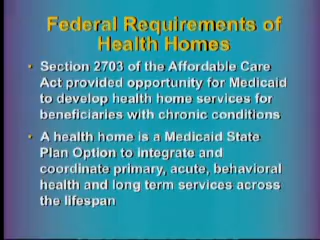 Federal Requirements of
Health Homes
• Section 2703 of the Affordable Care
Act provided opportunity for Medicaid
to develop health home services for
beneficiaries with chronic conditions
• A health home is a Medicaid State
Plan Option to integrate and
coordinate primary, acute, behavioral
health and long term services across
the lifespan